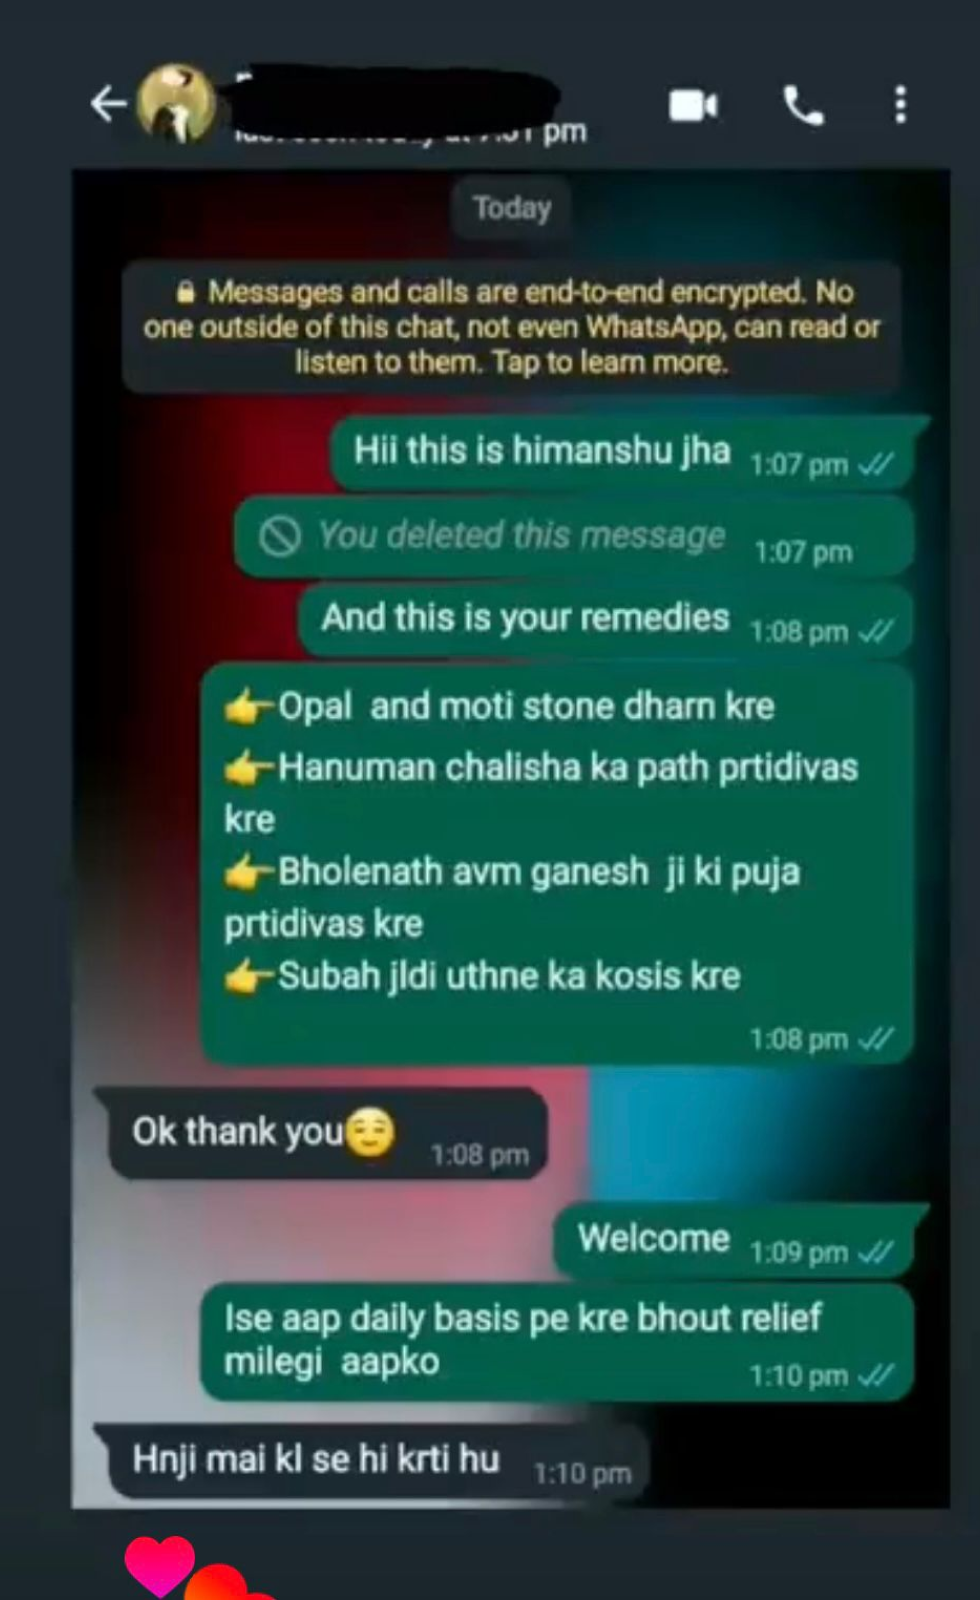 pm
Today
Messages and calls are end-to-end encrypted. No
one outside of this chat, not even WhatsApp, can read or
listen to them. Tap to learn more.
Hii this is himanshu jha 1:07 pm
You deleted this message 1:07 pm
And this is your remedies 1:08 pm
👉Opal and moti stone dharn kre
👉Hanuman chalisha ka path prtidivas
kre
👉Bholenath avm ganesh ji ki puja
prtidivas kre
👉Subah jldi uthne ka kosis kre
1:08 pm
Ok thank you😌 1:08 pm
Welcome 1:09 pm
Ise aap daily basis pe kre bhout relief
milegi aapko 1:10 pm
Hnji mai kl se hi krti hu 1:10 pm